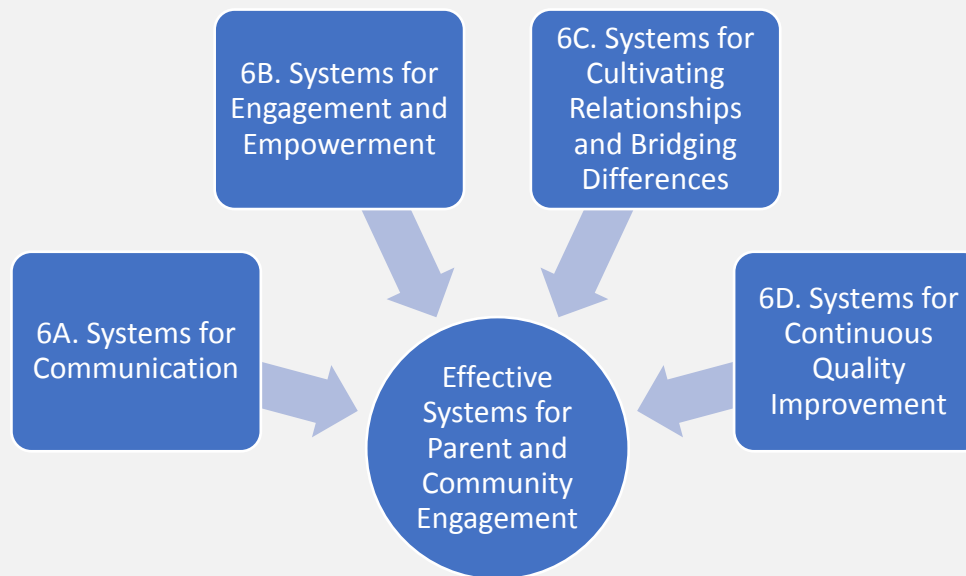 6A. Systems for
Communication
6B. Systems for
Engagement and
Empowerment
6C. Systems for
Cultivating
Relationships
and Bridging
Differences
6D. Systems for
Continuous
Quality
Improvement
Effective
Systems for
Parent and
Community
Engagement